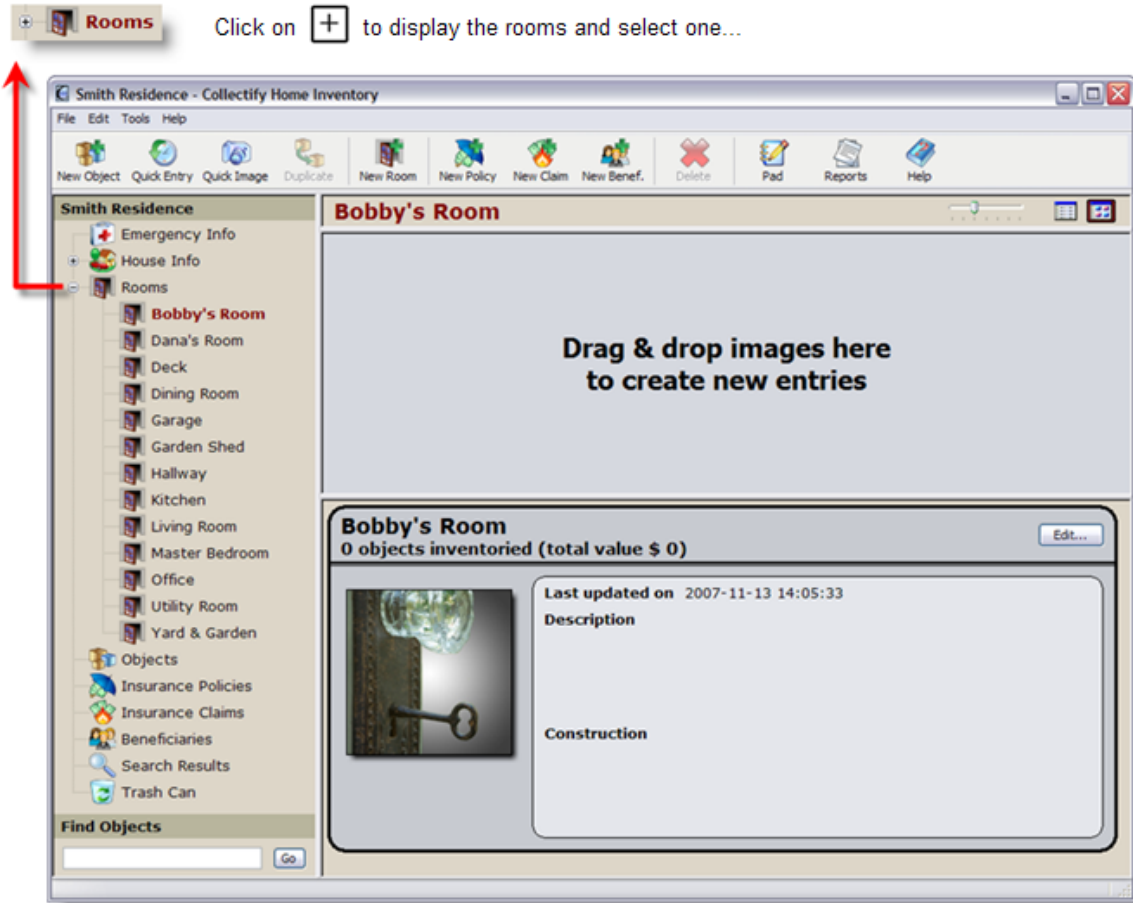 Rooms
Click on + to display the rooms and select one...
Smith Residence - Collectify Home Inventory
File Edit Tools Help
New Object Quick Entry Quick Image Duplicate New Room New Policy New Claim New Benef. Delete Pad Reports Help
Smith Residence
Emergency Info
House Info
Rooms
Bobby's Room
Dana's Room
Deck
Dining Room
Garage
Garden Shed
Hallway
Kitchen
Living Room
Master Bedroom
Office
Utility Room
Yard & Garden
Objects
Insurance Policies
Insurance Claims
Beneficiaries
Search Results
Trash Can
Find Objects
Go
Bobby's Room
Drag & drop images here
to create new entries
Bobby's Room
0 objects inventoried (total value $ 0)
Edit...
Last updated on 2007-11-13 14:05:33
Description
Construction